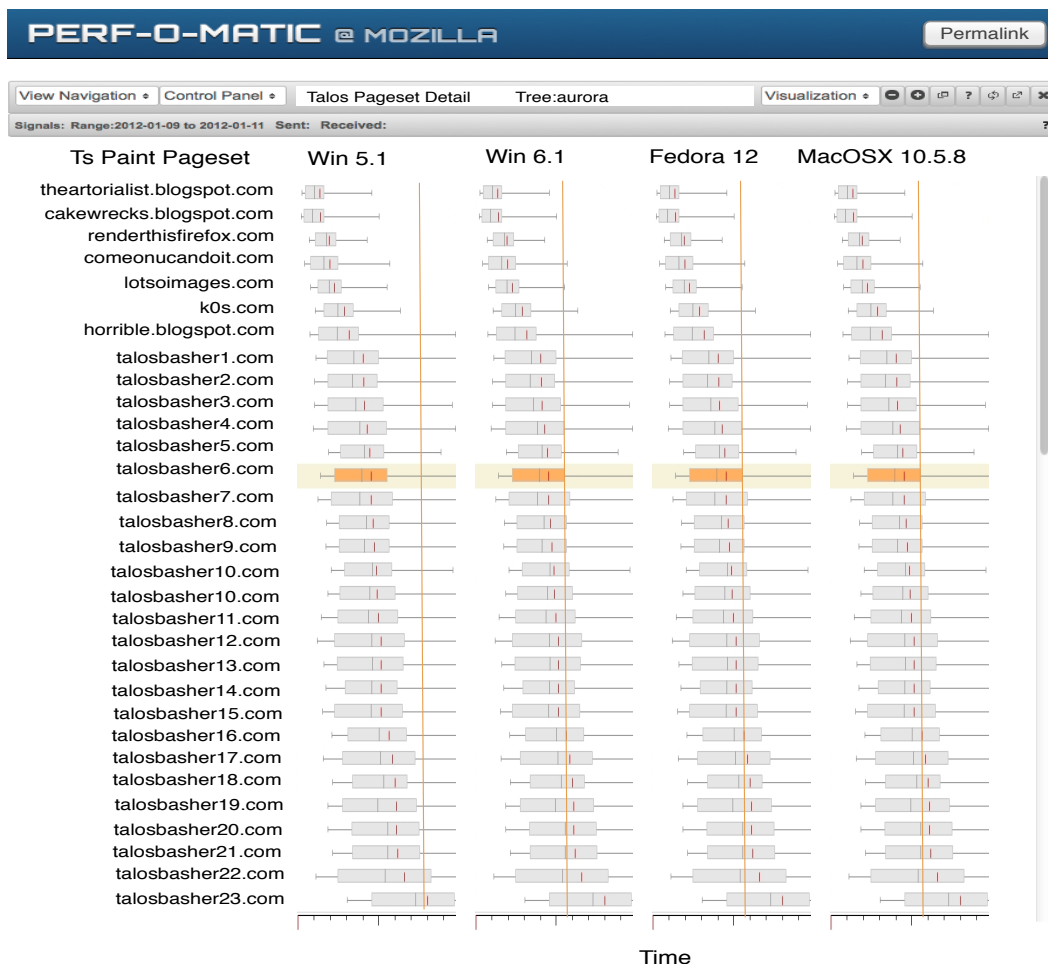 PERF-O-MATIC @ MOZILLA
Permalink
View Navigation Control Panel Talos Pageset Detail Tree:aurora Visualization ?
Signals: Range:2012-01-09 to 2012-01-11 Sent: Received: ?
Ts Paint Pageset Win 5.1 Win 6.1 Fedora 12 MacOSX 10.5.8
theartorialist.blogspot.com
cakewrecks.blogspot.com
renderthisfirefox.com
comeonucandoit.com
lotsoimages.com
k0s.com
horrible.blogspot.com
talosbasher1.com
talosbasher2.com
talosbasher3.com
talosbasher4.com
talosbasher5.com
talosbasher6.com
talosbasher7.com
talosbasher8.com
talosbasher9.com
talosbasher10.com
talosbasher10.com
talosbasher11.com
talosbasher12.com
talosbasher13.com
talosbasher14.com
talosbasher15.com
talosbasher16.com
talosbasher17.com
talosbasher18.com
talosbasher19.com
talosbasher20.com
talosbasher21.com
talosbasher22.com
talosbasher23.com
Time